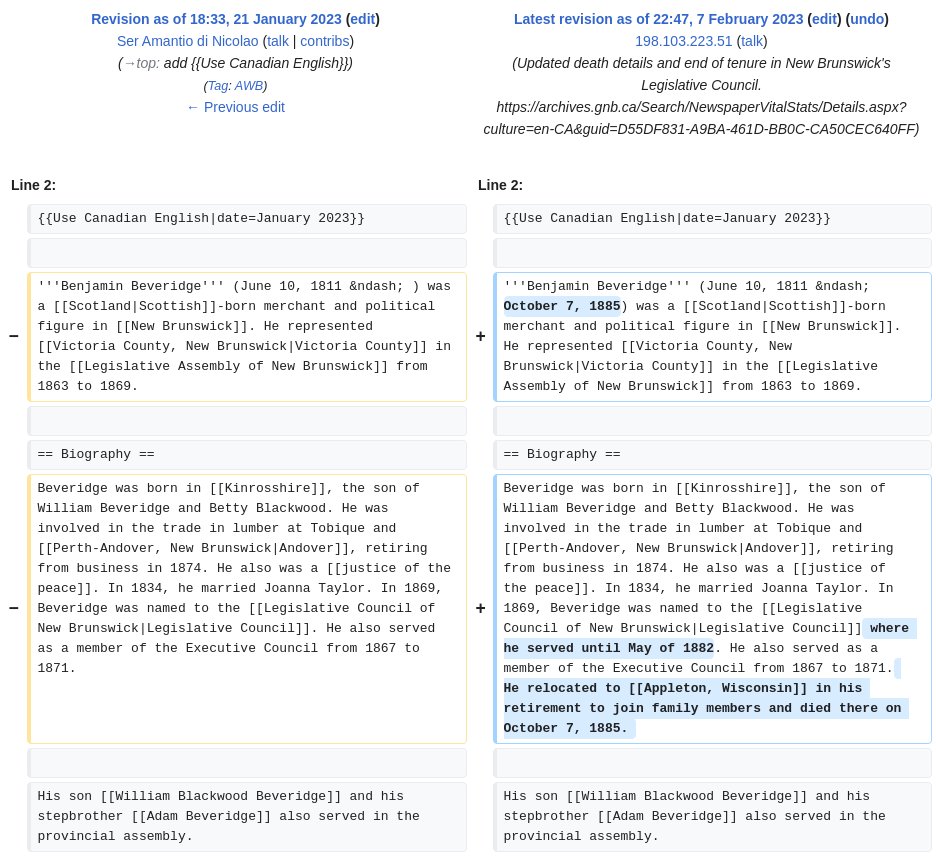 Revision as of 18:33, 21 January 2023 (edit)
Ser Amantio di Nicolao (talk | contribs)
(→top: add {{Use Canadian English}})
(Tag: AWB)
← Previous edit
Latest revision as of 22:47, 7 February 2023 (edit) (undo)
198.103.223.51 (talk)
(Updated death details and end of tenure in New Brunswick's
Legislative Council.
https://archives.gnb.ca/Search/NewspaperVitalStats/Details.aspx?
culture=en-CA&guid=D55DF831-A9BA-461D-BB0C-CA50CEC640FF)
Line 2:
{{Use Canadian English|date=January 2023}}
−
'''Benjamin Beveridge''' (June 10, 1811 &ndash; ) was
a [[Scotland|Scottish]]-born merchant and political
figure in [[New Brunswick]]. He represented
[[Victoria County, New Brunswick|Victoria County]] in
the [[Legislative Assembly of New Brunswick]] from
1863 to 1869.
== Biography ==
−
Beveridge was born in [[Kinrosshire]], the son of
William Beveridge and Betty Blackwood. He was
involved in the trade in lumber at Tobique and
[[Perth-Andover, New Brunswick|Andover]], retiring
from business in 1874. He also was a [[justice of the
peace]]. In 1834, he married Joanna Taylor. In 1869,
Beveridge was named to the [[Legislative Council of
New Brunswick|Legislative Council]]. He also served
as a member of the Executive Council from 1867 to
1871.
His son [[William Blackwood Beveridge]] and his
stepbrother [[Adam Beveridge]] also served in the
provincial assembly.
Line 2:
{{Use Canadian English|date=January 2023}}
+
'''Benjamin Beveridge''' (June 10, 1811 &ndash;
October 7, 1885) was a [[Scotland|Scottish]]-born
merchant and political figure in [[New Brunswick]].
He represented [[Victoria County, New
Brunswick|Victoria County]] in the [[Legislative
Assembly of New Brunswick]] from 1863 to 1869.
== Biography ==
+
Beveridge was born in [[Kinrosshire]], the son of
William Beveridge and Betty Blackwood. He was
involved in the trade in lumber at Tobique and
[[Perth-Andover, New Brunswick|Andover]], retiring
from business in 1874. He also was a [[justice of
the peace]]. In 1834, he married Joanna Taylor. In
1869, Beveridge was named to the [[Legislative
Council of New Brunswick|Legislative Council]] where
he served until May of 1882. He also served as a
member of the Executive Council from 1867 to 1871.
He relocated to [[Appleton, Wisconsin]] in his
retirement to join family members and died there on
October 7, 1885.
His son [[William Blackwood Beveridge]] and his
stepbrother [[Adam Beveridge]] also served in the
provincial assembly.